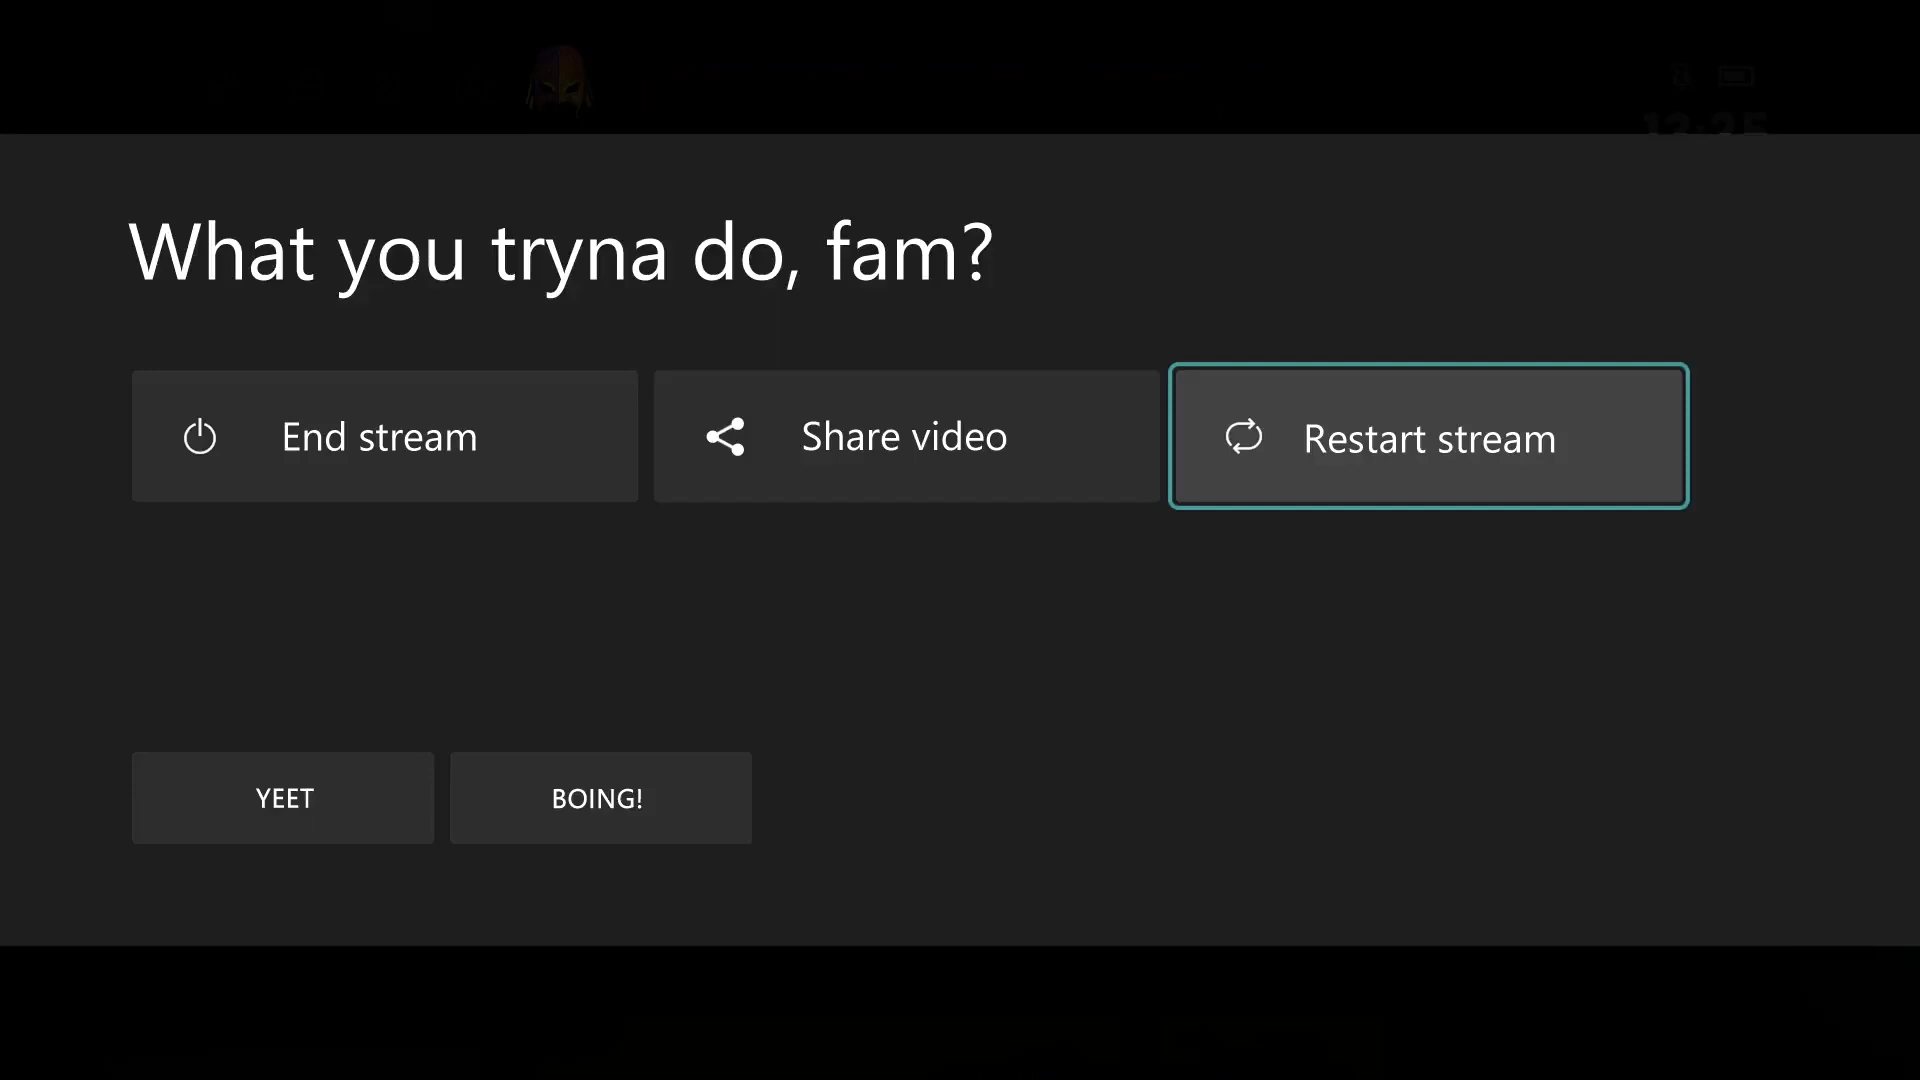 What you tryna do, fam?
End stream
Share video
Restart stream
YEET
BOING!